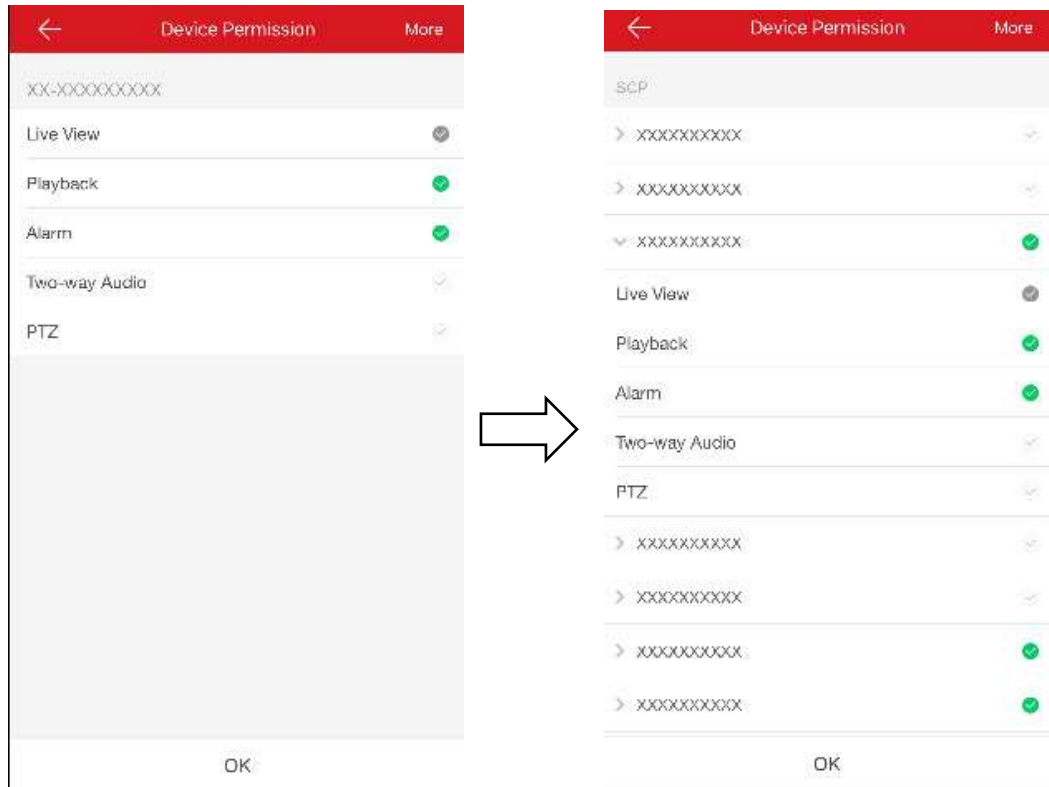 Device Permission More
XX-XXXXXXXXX
Live View
Playback
Alarm
Two-way Audio
PTZ
OK
Device Permission More
SCP
XXXXXXXXXX
XXXXXXXXXX
XXXXXXXXXX
Live View
Playback
Alarm
Two-way Audio
PTZ
XXXXXXXXXX
XXXXXXXXXX
XXXXXXXXXX
XXXXXXXXXX
OK